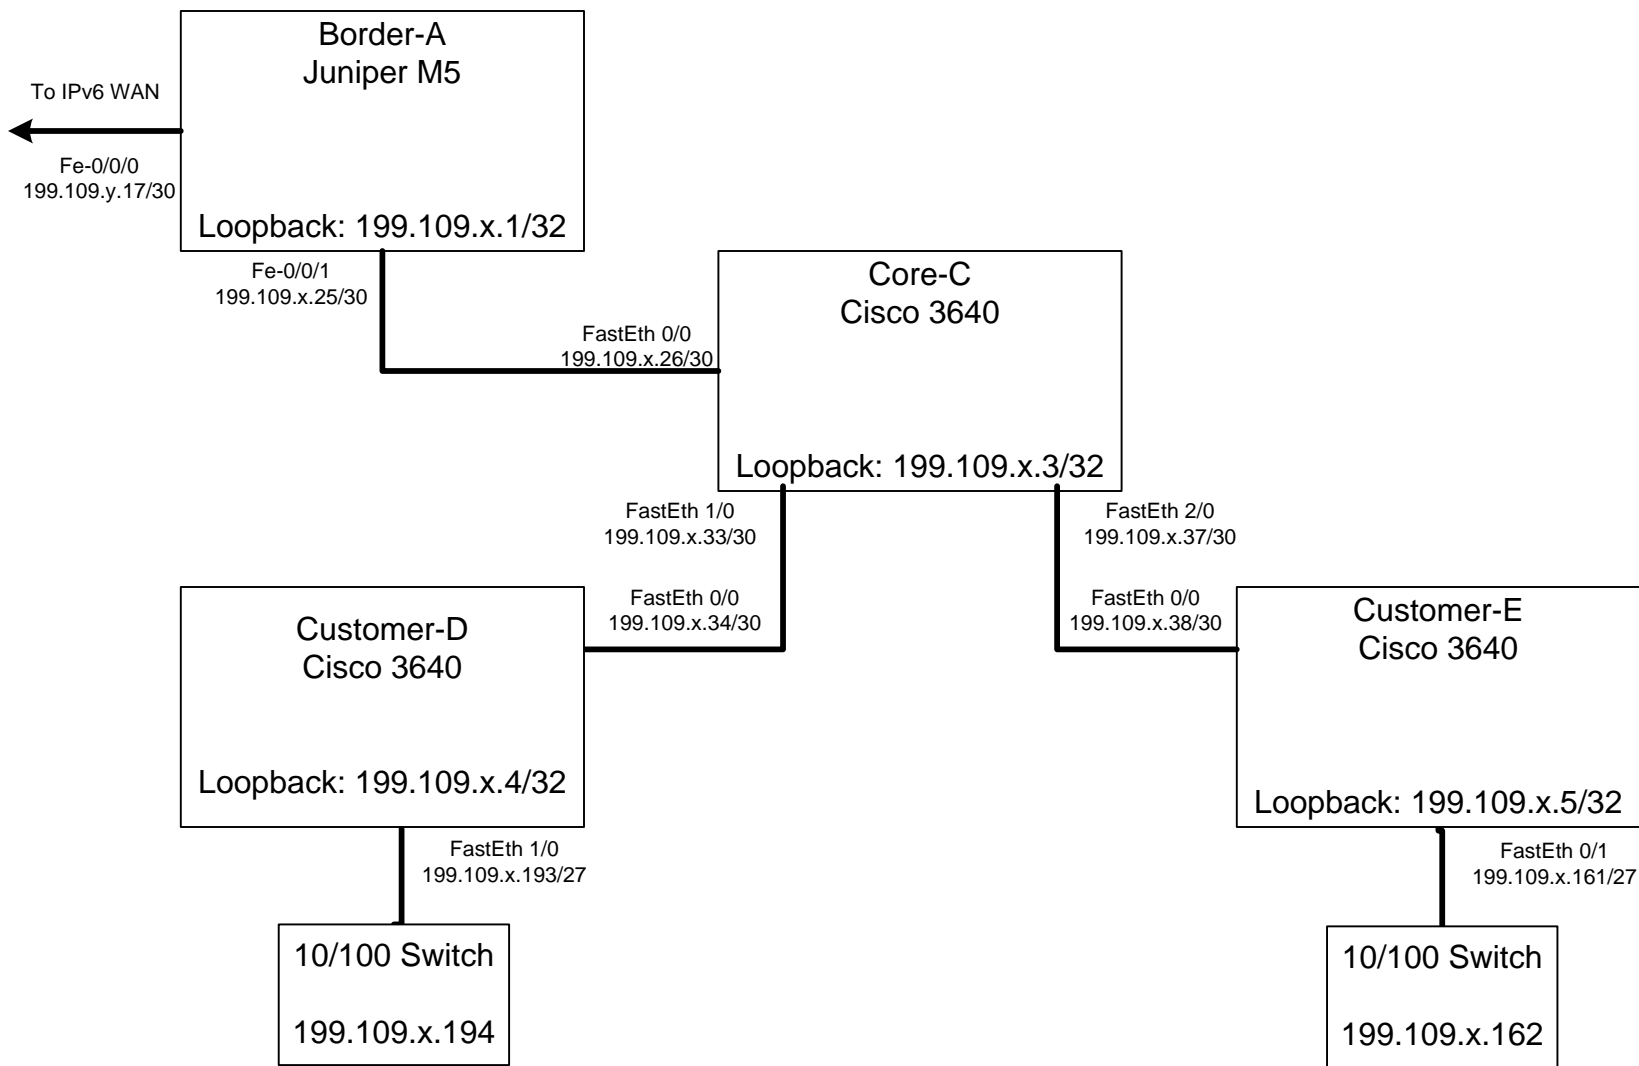 Border-A
Juniper M5
To IPv6 WAN
Fe-0/0/0
199.109.y.17/30
Loopback: 199.109.x.1/32
Fe-0/0/1
199.109.x.25/30
Core-C
Cisco 3640
FastEth 0/0
199.109.x.26/30
Loopback: 199.109.x.3/32
FastEth 1/0
199.109.x.33/30
FastEth 2/0
199.109.x.37/30
FastEth 0/0
199.109.x.34/30
FastEth 0/0
199.109.x.38/30
Customer-D
Cisco 3640
Loopback: 199.109.x.4/32
Customer-E
Cisco 3640
Loopback: 199.109.x.5/32
FastEth 1/0
199.109.x.193/27
FastEth 0/1
199.109.x.161/27
10/100 Switch
199.109.x.194
10/100 Switch
199.109.x.162